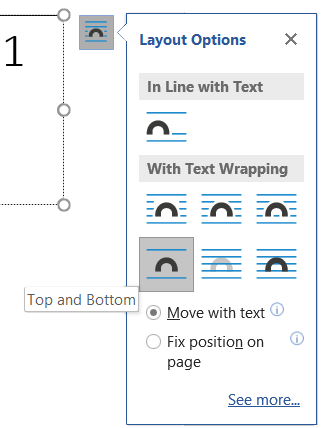 1
Layout Options
In Line with Text
With Text Wrapping
Top and Bottom
Move with text
Fix position on
page
See more...